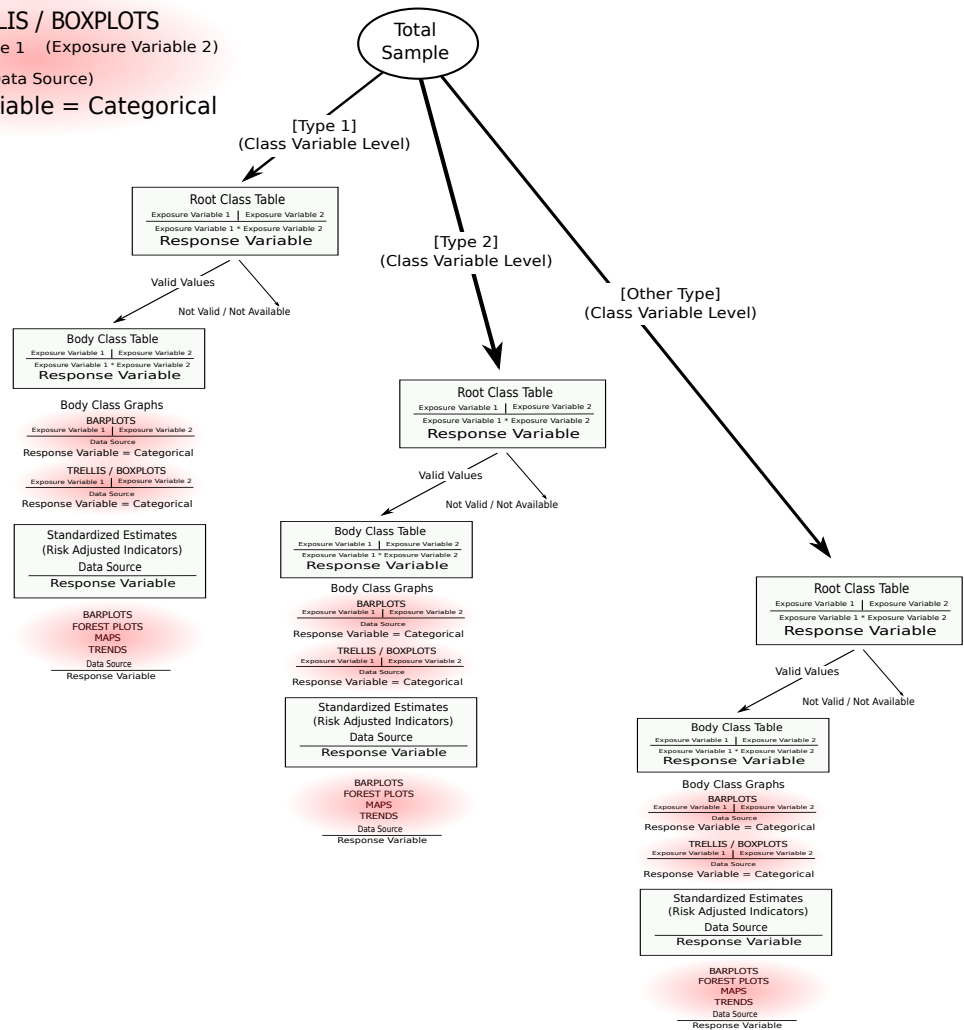 LIS / BOXPLOTS
e 1 (Exposure Variable 2)
ata Source)
iable = Categorical
Total
Sample
[Type 1]
(Class Variable Level)
Root Class Table
Exposure Variable 1 | Exposure Variable 2
Exposure Variable 1 * Exposure Variable 2
Response Variable
Valid Values
Not Valid / Not Available
Body Class Table
Exposure Variable 1 | Exposure Variable 2
Exposure Variable 1 * Exposure Variable 2
Response Variable
Body Class Graphs
BARPLOTS
Exposure Variable 1 | Exposure Variable 2
Data Source
Response Variable = Categorical
TRELLIS / BOXPLOTS
Exposure Variable 1 | Exposure Variable 2
Data Source
Response Variable = Categorical
Standardized Estimates
(Risk Adjusted Indicators)
Data Source
Response Variable
BARPLOTS
FOREST PLOTS
MAPS
TRENDS
Data Source
Response Variable
[Type 2]
(Class Variable Level)
Root Class Table
Exposure Variable 1 | Exposure Variable 2
Exposure Variable 1 * Exposure Variable 2
Response Variable
Valid Values
Not Valid / Not Available
Body Class Table
Exposure Variable 1 | Exposure Variable 2
Exposure Variable 1 * Exposure Variable 2
Response Variable
Body Class Graphs
BARPLOTS
Exposure Variable 1 | Exposure Variable 2
Data Source
Response Variable = Categorical
TRELLIS / BOXPLOTS
Exposure Variable 1 | Exposure Variable 2
Data Source
Response Variable = Categorical
Standardized Estimates
(Risk Adjusted Indicators)
Data Source
Response Variable
BARPLOTS
FOREST PLOTS
MAPS
TRENDS
Data Source
Response Variable
[Other Type]
(Class Variable Level)
Root Class Table
Exposure Variable 1 | Exposure Variable 2
Exposure Variable 1 * Exposure Variable 2
Response Variable
Valid Values
Not Valid / Not Available
Body Class Table
Exposure Variable 1 | Exposure Variable 2
Exposure Variable 1 * Exposure Variable 2
Response Variable
Body Class Graphs
BARPLOTS
Exposure Variable 1 | Exposure Variable 2
Data Source
Response Variable = Categorical
TRELLIS / BOXPLOTS
Exposure Variable 1 | Exposure Variable 2
Data Source
Response Variable = Categorical
Standardized Estimates
(Risk Adjusted Indicators)
Data Source
Response Variable
BARPLOTS
FOREST PLOTS
MAPS
TRENDS
Data Source
Response Variable